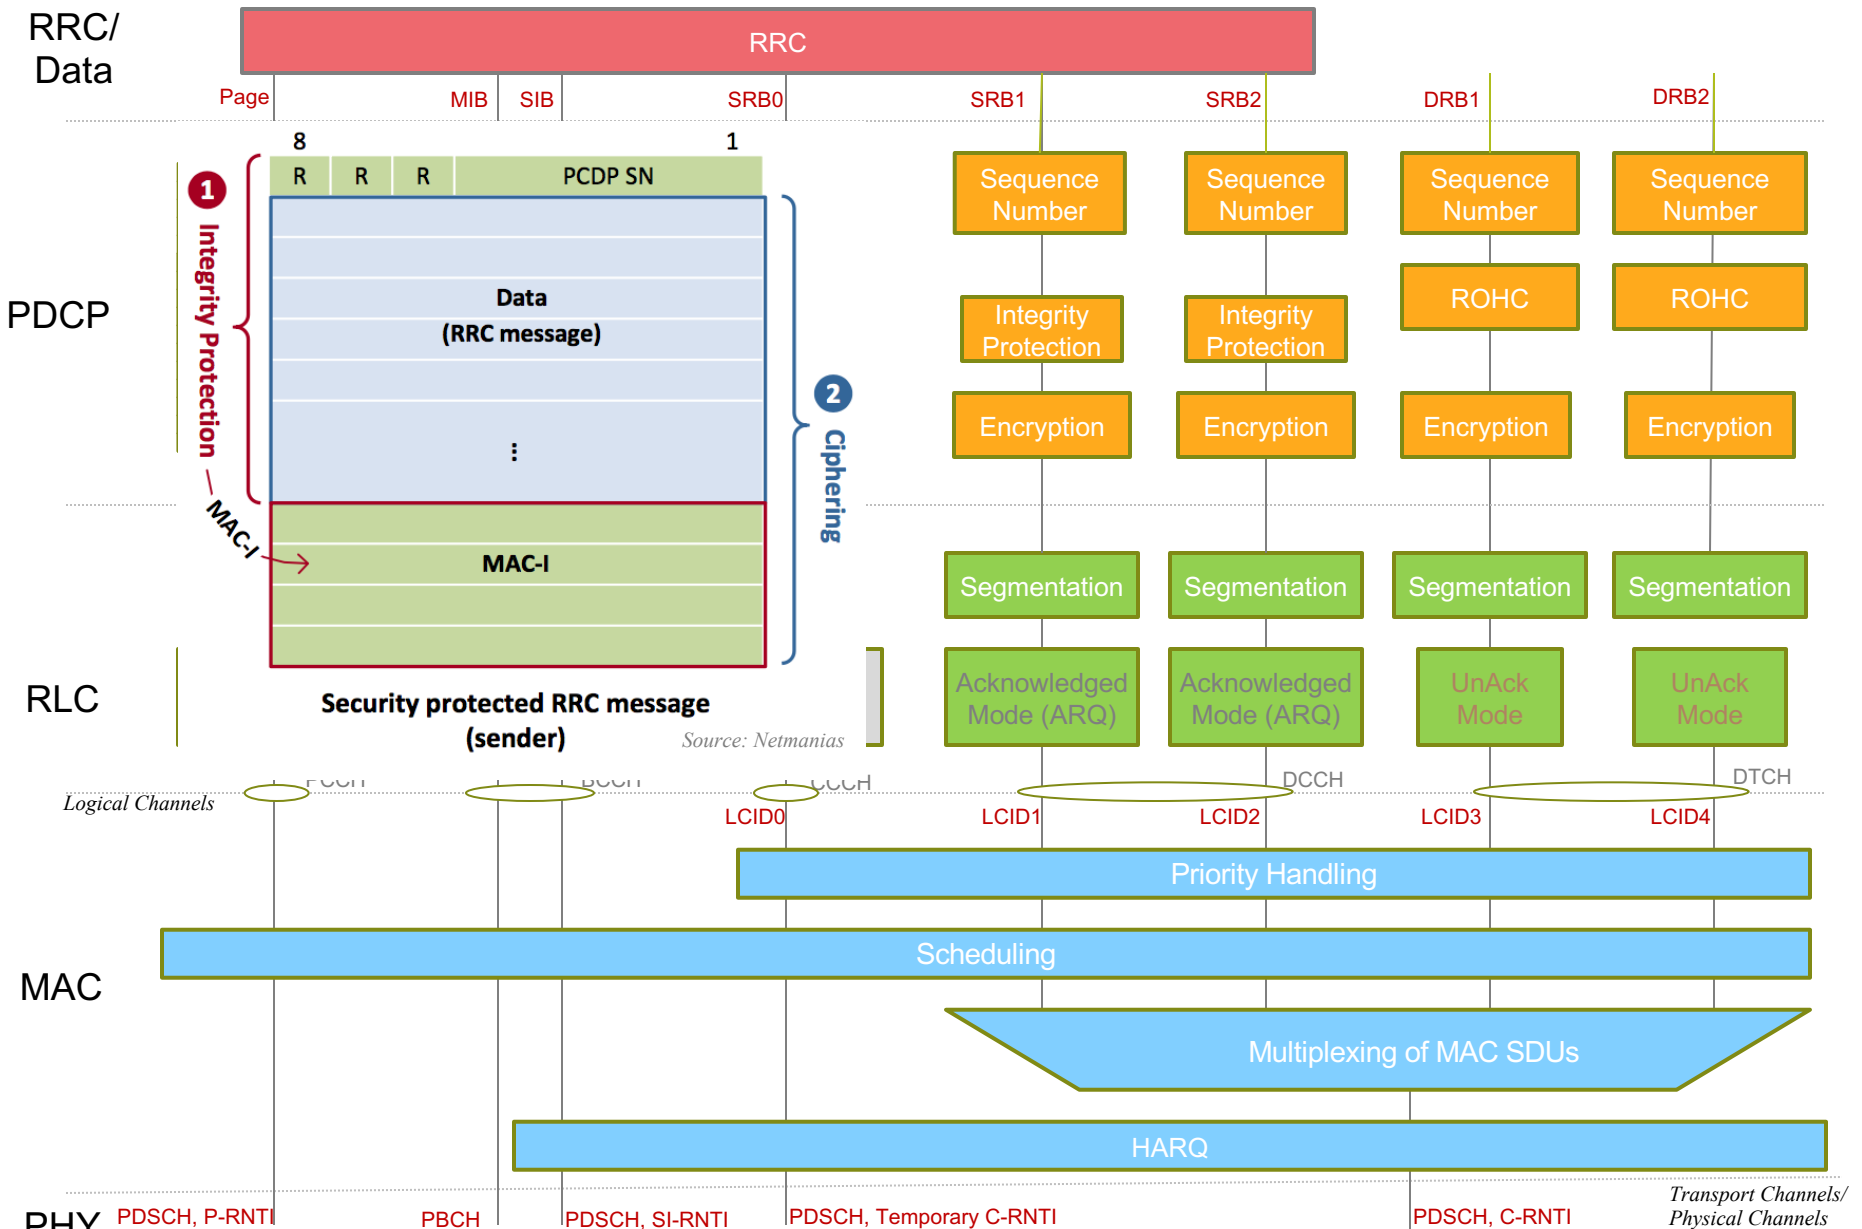 RRC/
Data
RRC
Page
MIB
SIB
SRB0
SRB1
SRB2
DRB1
DRB2
8
1
R
R
R
PCDP SN
1
Integrity Protection
Data
(RRC message)
...
2
Ciphering
MAC-I
MAC-I
Security protected RRC message
(sender)
Source: Netmanias
PDCP
Sequence
Number
Sequence
Number
Sequence
Number
Sequence
Number
Integrity
Protection
Integrity
Protection
ROHC
ROHC
Encryption
Encryption
Encryption
Encryption
RLC
Segmentation
Segmentation
Segmentation
Segmentation
Acknowledged
Mode (ARQ)
Acknowledged
Mode (ARQ)
UnAck
Mode
UnAck
Mode
Logical Channels
PCCH
BCCH
CCCH
DCCH
DTCH
LCID0
LCID1
LCID2
LCID3
LCID4
MAC
Priority Handling
Scheduling
Multiplexing of MAC SDUs
HARQ
Transport Channels/
Physical Channels
PHY
PDSCH, P-RNTI
PBCH
PDSCH, SI-RNTI
PDSCH, Temporary C-RNTI
PDSCH, C-RNTI